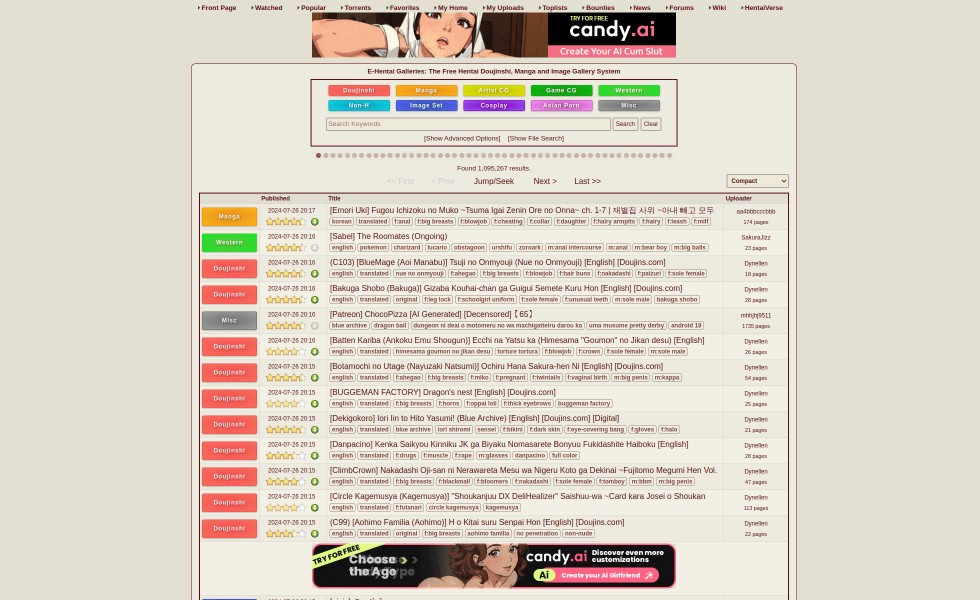 Front Page Watched Popular Torrents Favorites My Home My Uploads Toplists Bounties News Forums Wiki HentaiVerse
TRY FOR FREE
candy.ai
Create Your AI Cum Slut
E-Hentai Galleries: The Free Hentai Doujinshi, Manga and Image Gallery System
Doujinshi Manga Artist CG Game CG Western
Non-H Image Set Cosplay Asian Porn Misc
Search Keywords Search Clear
[Show Advanced Options] [Show File Search]
Found 1,095,267 results.
<< First < Prev Jump/Seek Next > Last >> Compact
Published Title Uploader
Manga 2024-07-26 20:17 [Emori Uki] Fugou Ichizoku no Muko ~Tsuma Igai Zenin Ore no Onna~ ch. 1-7 | 재벌집 사위 ~아내 빼고 모두 aa4bbbcccbbb
korean translated f:anal f:big breasts f:blowjob f:cheating f:collar f:daughter f:hairy armpits f:hairy f:leash f:milf 174 pages
Western 2024-07-26 20:16 [Sabel] The Roomates (Ongoing) SakuraJizz
english pokemon charizard lucario obstagoon urshifu zoroark m:anal intercourse m:anal m:bear boy m:big balls 23 pages
Doujinshi 2024-07-26 20:16 (C103) [BlueMage (Aoi Manabu)] Tsuji no Onmyouji (Nue no Onmyouji) [English] [Doujins.com] Dynellen
english translated nue no onmyouji f:ahegao f:big breasts f:blowjob f:hair buns f:nakadashi f:paizuri f:sole female 18 pages
Doujinshi 2024-07-26 20:16 [Bakuga Shobo (Bakuga)] Gizaba Kouhai-chan ga Guigui Semete Kuru Hon [English] [Doujins.com] Dynellen
english translated original f:leg lock f:schoolgirl uniform f:sole female f:unusual teeth m:sole male bakuga shobo 28 pages
Misc 2024-07-26 20:16 [Patreon] ChocoPizza [AI Generated] [Decensored]【 65】 mhhjhj9511
blue archive dragon ball dungeon ni deai o motomeru no wa machigatteiru darou ka uma musume pretty derby android 18 1735 pages
Doujinshi 2024-07-26 20:16 [Batten Kariba (Ankoku Emu Shougun)] Ecchi na Yatsu ka (Himesama "Goumon" no Jikan desu) [English] Dynellen
english translated himesama goumon no jikan desu torture tortura f:blowjob f:crown f:sole female m:sole male 26 pages
Doujinshi 2024-07-26 20:15 [Botamochi no Utage (Nayuzaki Natsumi)] Ochiru Hana Sakura-hen Ni [English] [Doujins.com] Dynellen
english translated f:ahegao f:big breasts f:miko f:pregnant f:twintails f:vaginal birth m:big penis m:kappa 54 pages
Doujinshi 2024-07-26 20:15 [BUGGEMAN FACTORY] Dragon's nest [English] [Doujins.com] Dynellen
english translated f:big breasts f:horns f:oppai loli f:thick eyebrows buggeman factory 25 pages
Doujinshi 2024-07-26 20:15 [Dekigokoro] Iori Iin to Hito Yasumi! (Blue Archive) [English] [Doujins.com] [Digital] Dynellen
english translated blue archive iori shiromi sensei f:bikini f:dark skin f:eye-covering bang f:gloves f:halo 21 pages
Doujinshi 2024-07-26 20:15 [Danpacino] Kenka Saikyou Kinniku JK ga Biyaku Nomasarete Bonyuu Fukidashite Haiboku [English] Dynellen
english translated f:drugs f:muscle f:rape m:glasses danpacino full color 28 pages
Doujinshi 2024-07-26 20:15 [ClimbCrown] Nakadashi Oji-san ni Nerawareta Mesu wa Nigeru Koto ga Dekinai ~Fujitomo Megumi Hen Vol. Dynellen
english translated f:big breasts f:blackmail f:bloomers f:nakadashi f:sole female f:tomboy m:bbm m:big penis 47 pages
Doujinshi 2024-07-26 20:15 [Circle Kagemusya (Kagemusya)] "Shoukanjuu DX DeliHealizer" Saishuu-wa ~Card kara Josei o Shoukan Dynellen
english translated f:futanari circle kagemusya kagemusya 113 pages
Doujinshi 2024-07-26 20:15 (C99) [Aohimo Familia (Aohimo)] H o Kitai suru Senpai Hon [English] [Doujins.com] Dynellen
english translated original f:big breasts aohimo familia no penetration non-nude 22 pages
TRY FOR FREE
Choose
the Age
candy.ai
Discover even more
customizations
Ai Create your AI Girlfriend